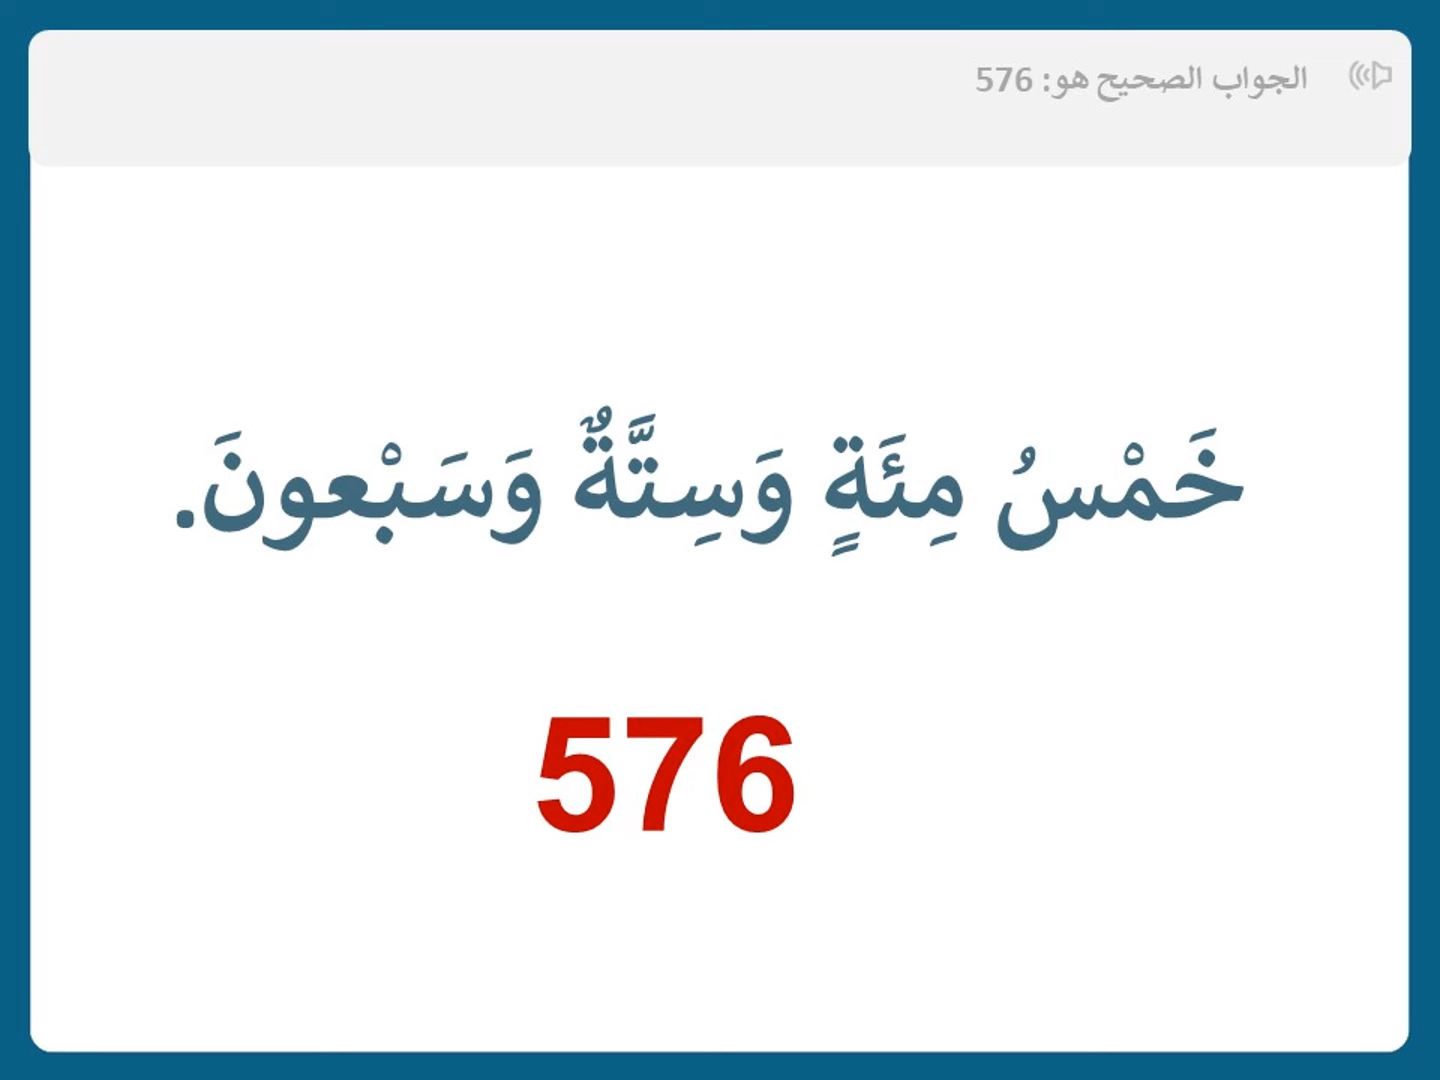 الجواب الصحيح هو: 576
خَمْسُ مِئَةٍ وَسِتَّةٌ وَسَبْعونَ.
576